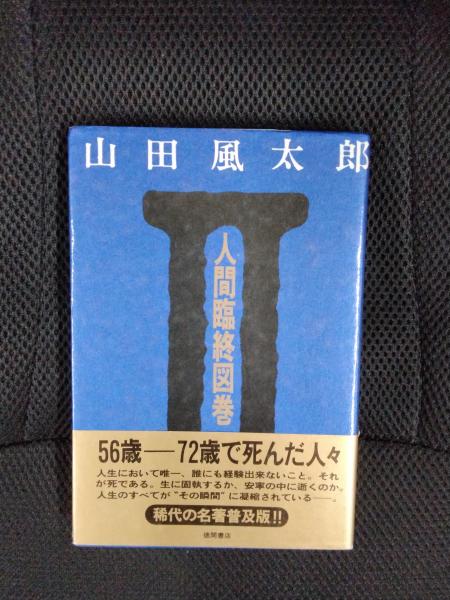 山田風太郎
II
人間臨終図巻
56歳——72歳で死んだ人々
人生において唯一、誰にも経験出来ないこと。それ
が死である。生に固執するか、安寧の中に逝くのか。
人生のすべてが“その瞬間”に凝縮されている——。
稀代の名著普及版!!
徳間書店